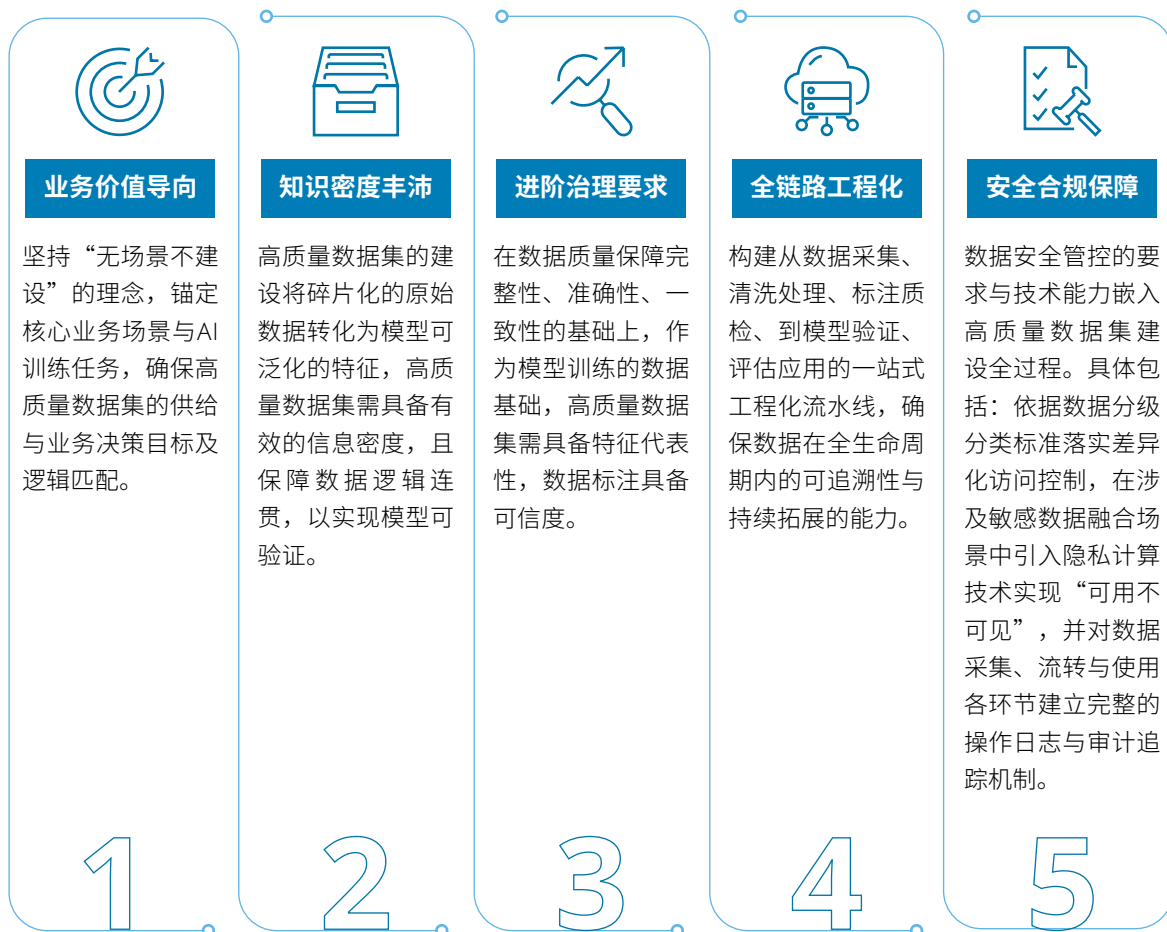 业务价值导向
坚持“无场景不建
设”的理念，锚定
核心业务场景与AI
训练任务，确保高
质量数据集的供给
与业务决策目标及
逻辑匹配。
1
知识密度丰沛
高质量数据集的建
设将碎片化的原始
数据转化为模型可
泛化的特征，高质
量数据集需具备有
效的信息密度，且
保障数据逻辑连
贯，以实现模型可
验证。
2
进阶治理要求
在数据质量保障完
整性、准确性、一
致性的基础上，作
为模型训练的数据
基础，高质量数据
集需具备特征代表
性，数据标注具备
可信度。
3
全链路工程化
构建从数据采集、
清洗处理、标注质
检、到模型验证、
评估应用的一站式
工程化流水线，确
保数据在全生命周
期内的可追溯性与
持续拓展的能力。
4
安全合规保障
数据安全管控的要
求与技术能力嵌入
高质量数据集建
设全过程。具体包
括：依据数据分级
分类标准落实差异
化访问控制，在涉
及敏感数据融合场
景中引入隐私计算
技术实现“可用不
可见”，并对数据
采集、流转与使用
各环节建立完整的
操作日志与审计追
踪机制。
5